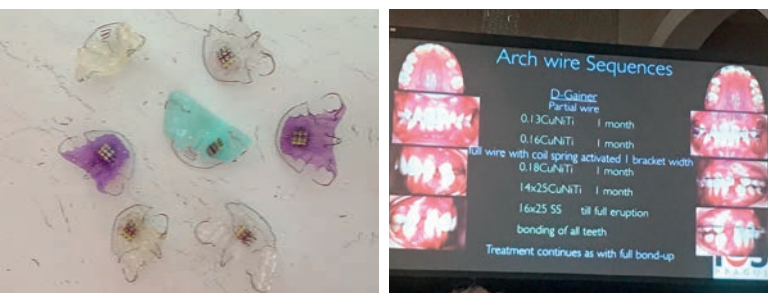 Arch wire Sequences
D-Gainer
Partial wire
0.13CuNiTi 1 month
0.16CuNiTi 1 month
full wire with coil spring activated 1 bracket width
0.18CuNiTi 1 month
14x25CuNiTi 1 month
16x25 SS till full eruption
bonding of all teeth
Treatment continues as with full bond-up
PRAGUE